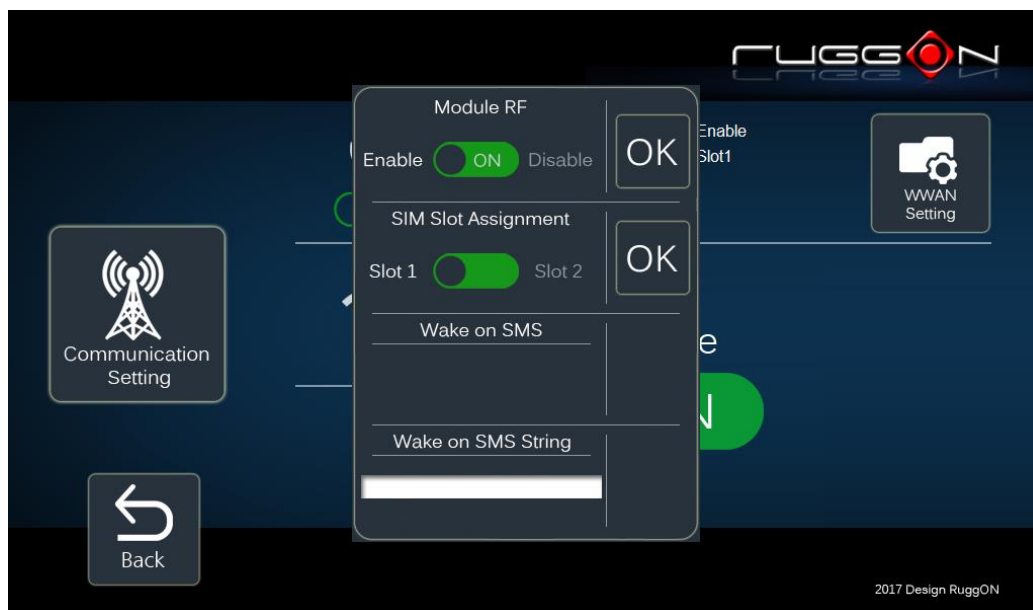 RUGGON
Module RF
Enable ON Disable
OK
Enable
Slot1
WWAN
Setting
SIM Slot Assignment
Slot 1 Slot 2
OK
Communication
Setting
Wake on SMS
Wake on SMS String
Back
2017 Design RuggON